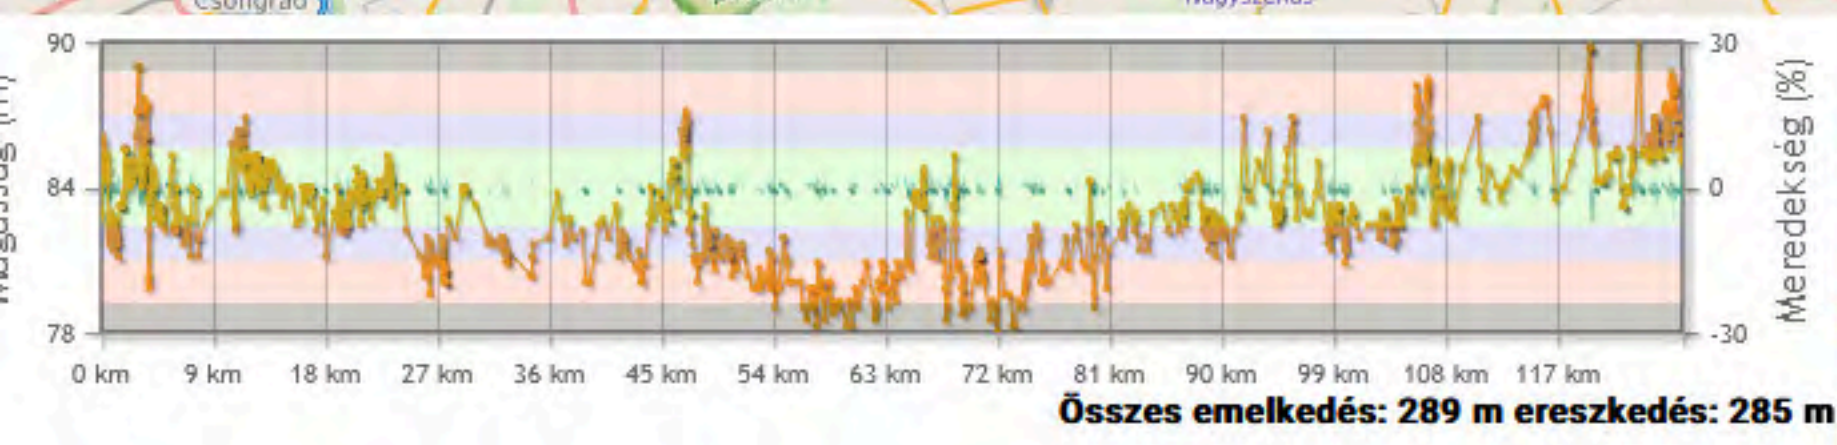 Csongrád
90
30
84
0
78
-30
Meredekség (%)
0 km 9 km 18 km 27 km 36 km 45 km 54 km 63 km 72 km 81 km 90 km 99 km 108 km 117 km
Összes emelkedés: 289 m ereszkedés: 285 m